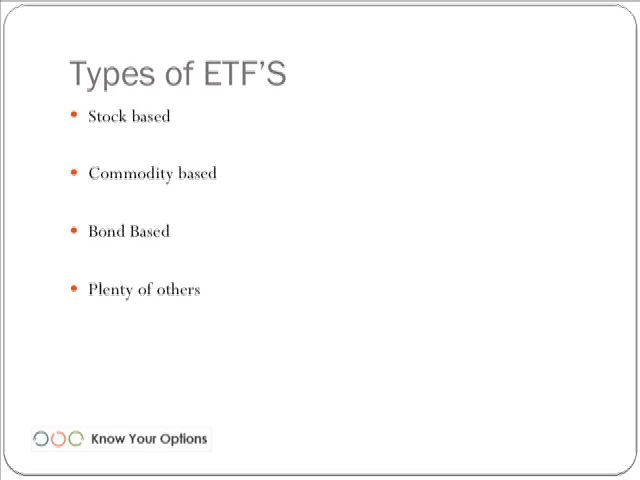 Types of ETF’S
Stock based
Commodity based
Bond Based
Plenty of others
Know Your Options